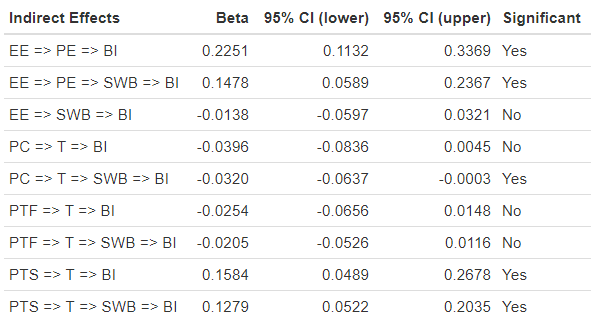 Indirect Effects Beta 95% CI (lower) 95% CI (upper) Significant
EE => PE => BI 0.2251 0.1132 0.3369 Yes
EE => PE => SWB => BI 0.1478 0.0589 0.2367 Yes
EE => SWB => BI -0.0138 -0.0597 0.0321 No
PC => T => BI -0.0396 -0.0836 0.0045 No
PC => T => SWB => BI -0.0320 -0.0637 -0.0003 Yes
PTF => T => BI -0.0254 -0.0656 0.0148 No
PTF => T => SWB => BI -0.0205 -0.0526 0.0116 No
PTS => T => BI 0.1584 0.0489 0.2678 Yes
PTS => T => SWB => BI 0.1279 0.0522 0.2035 Yes